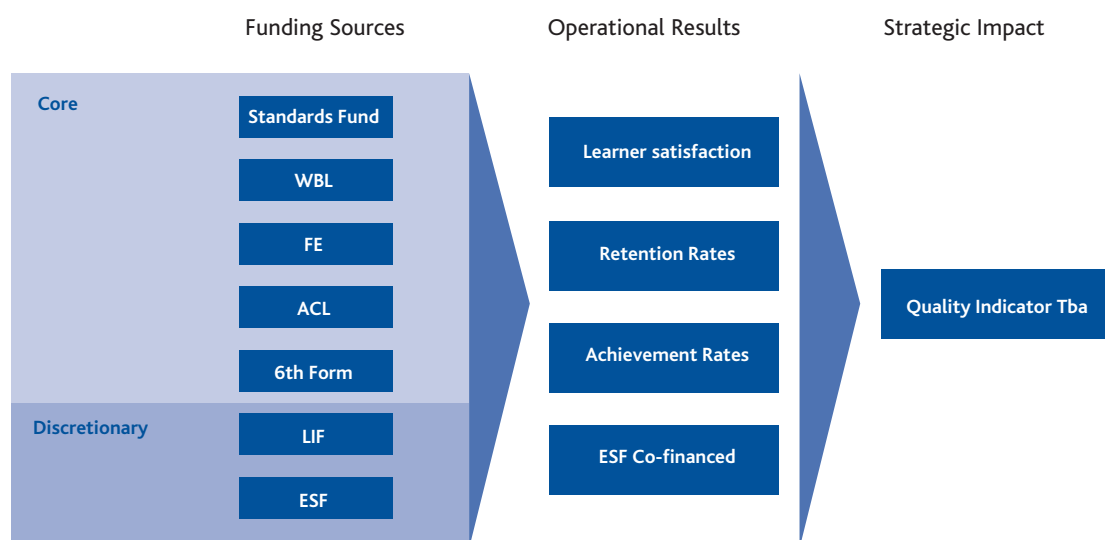 Funding Sources
Operational Results
Strategic Impact
Core
Standards Fund
WBL
FE
ACL
6th Form
Discretionary
LIF
ESF
Learner satisfaction
Retention Rates
Achievement Rates
ESF Co-financed
Quality Indicator Tba